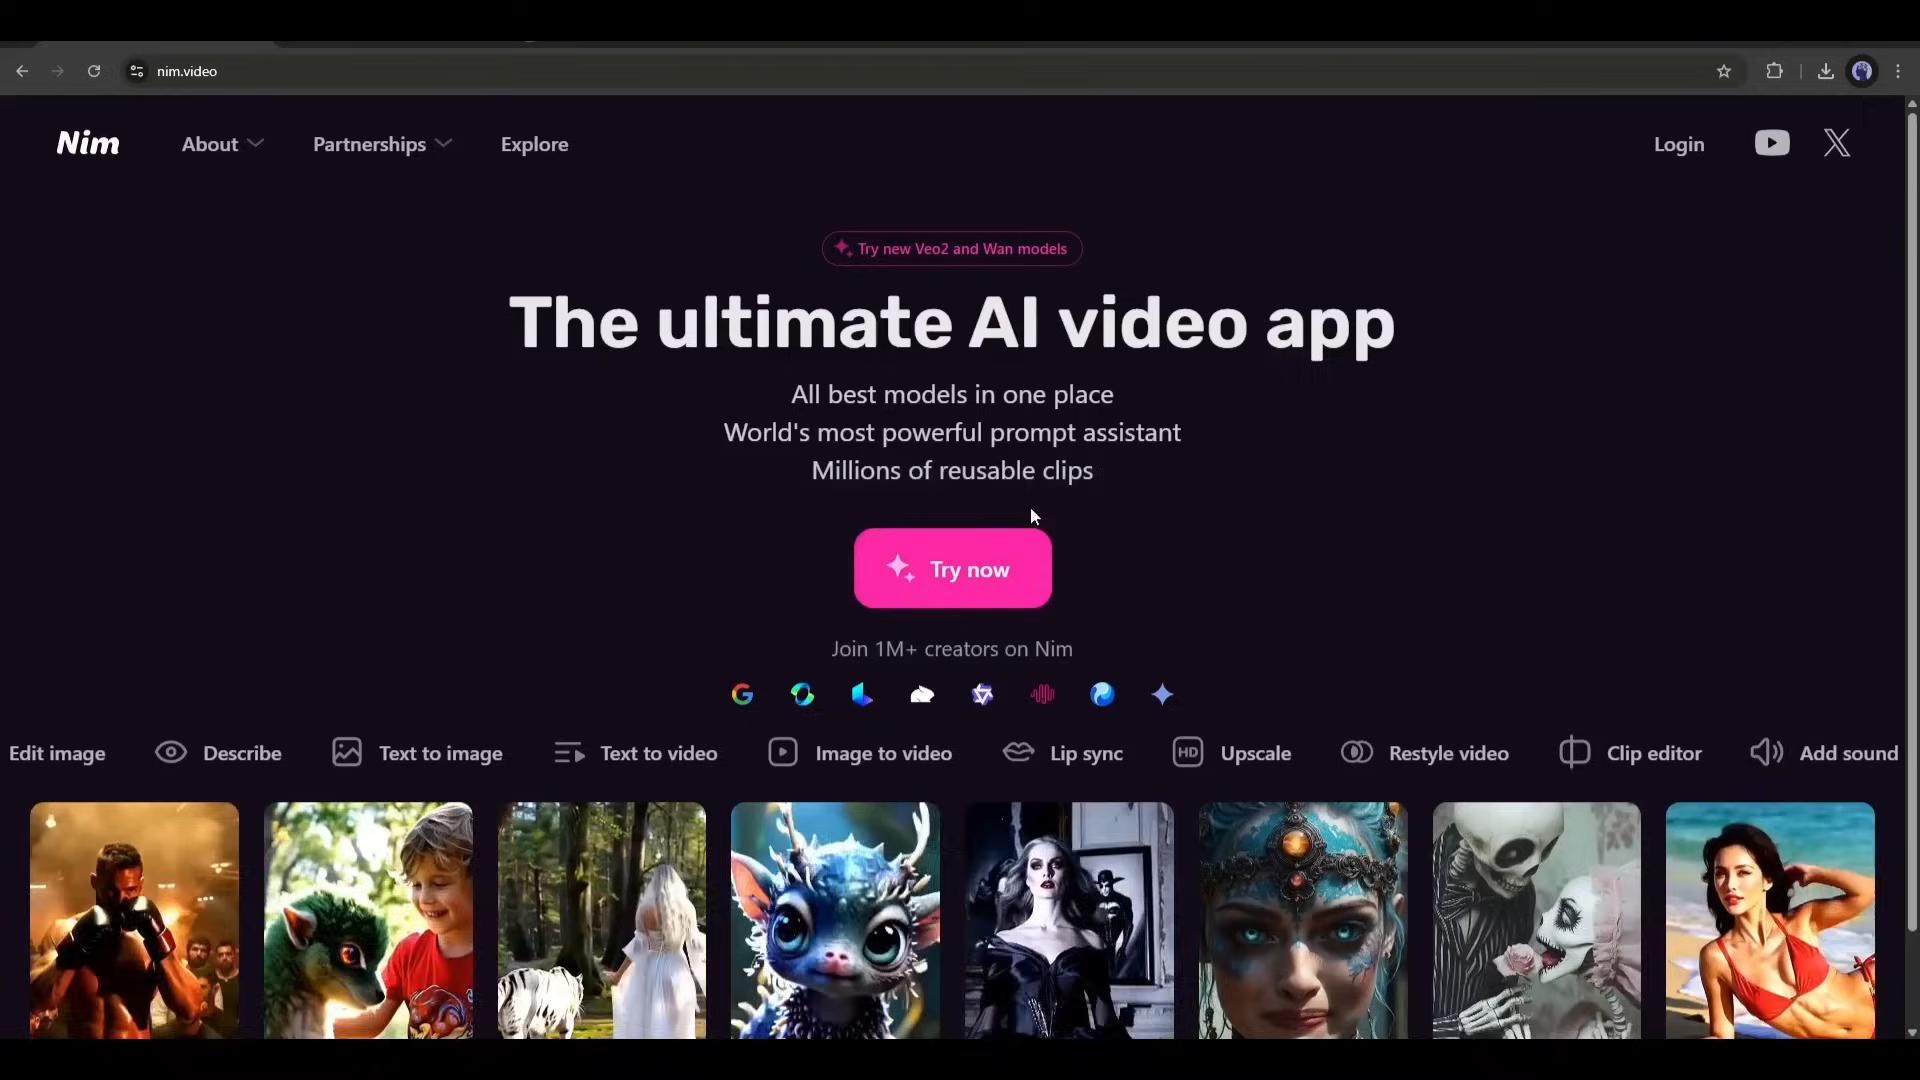 nim.video
Nim
About
Partnerships
Explore
Login
Try new Veo2 and Wan models
The ultimate AI video app
All best models in one place
World's most powerful prompt assistant
Millions of reusable clips
Try now
Join 1M+ creators on Nim
Edit image
Describe
Text to image
Text to video
Image to video
Lip sync
HD
Upscale
Restyle video
Clip editor
Add sound